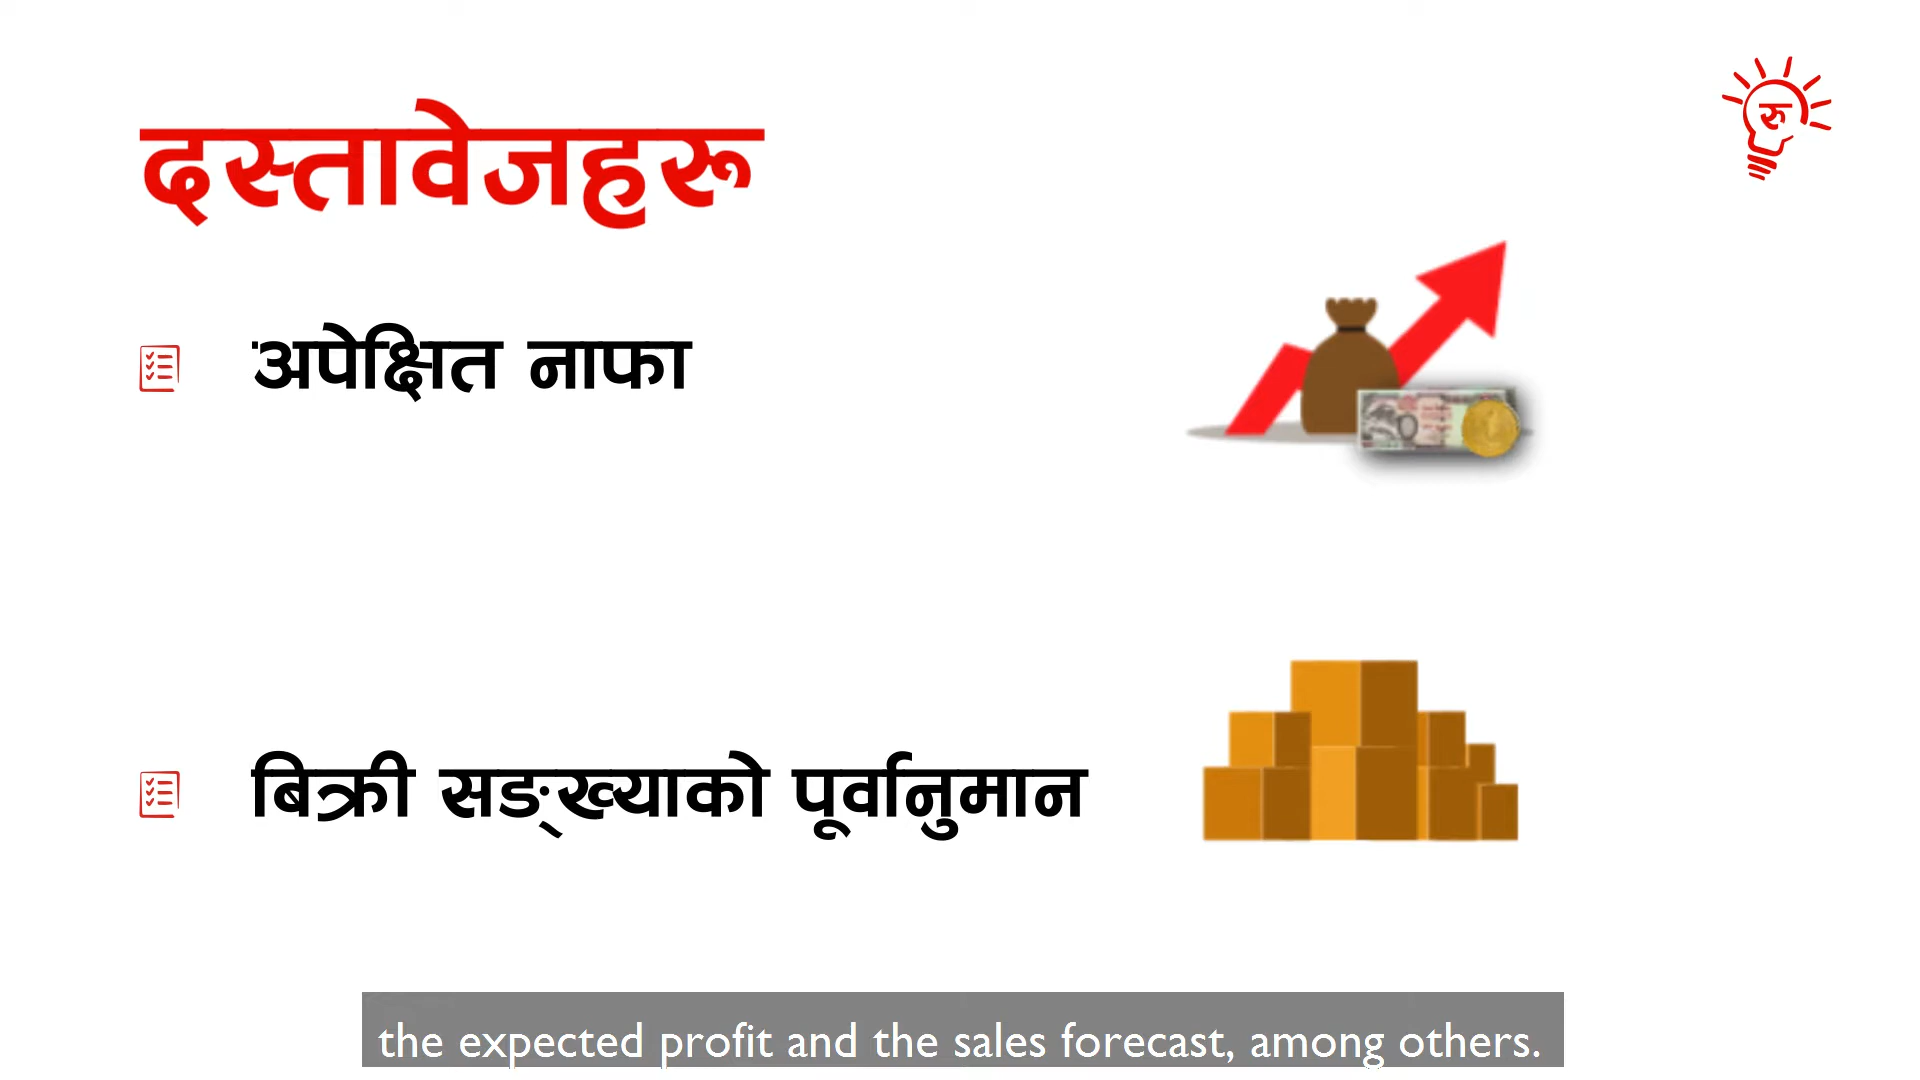 रु
दस्तावेजहरू
अपेक्षित नाफा
बिक्री सङ्ख्याको पूर्वानुमान
the expected profit and the sales forecast, among others.